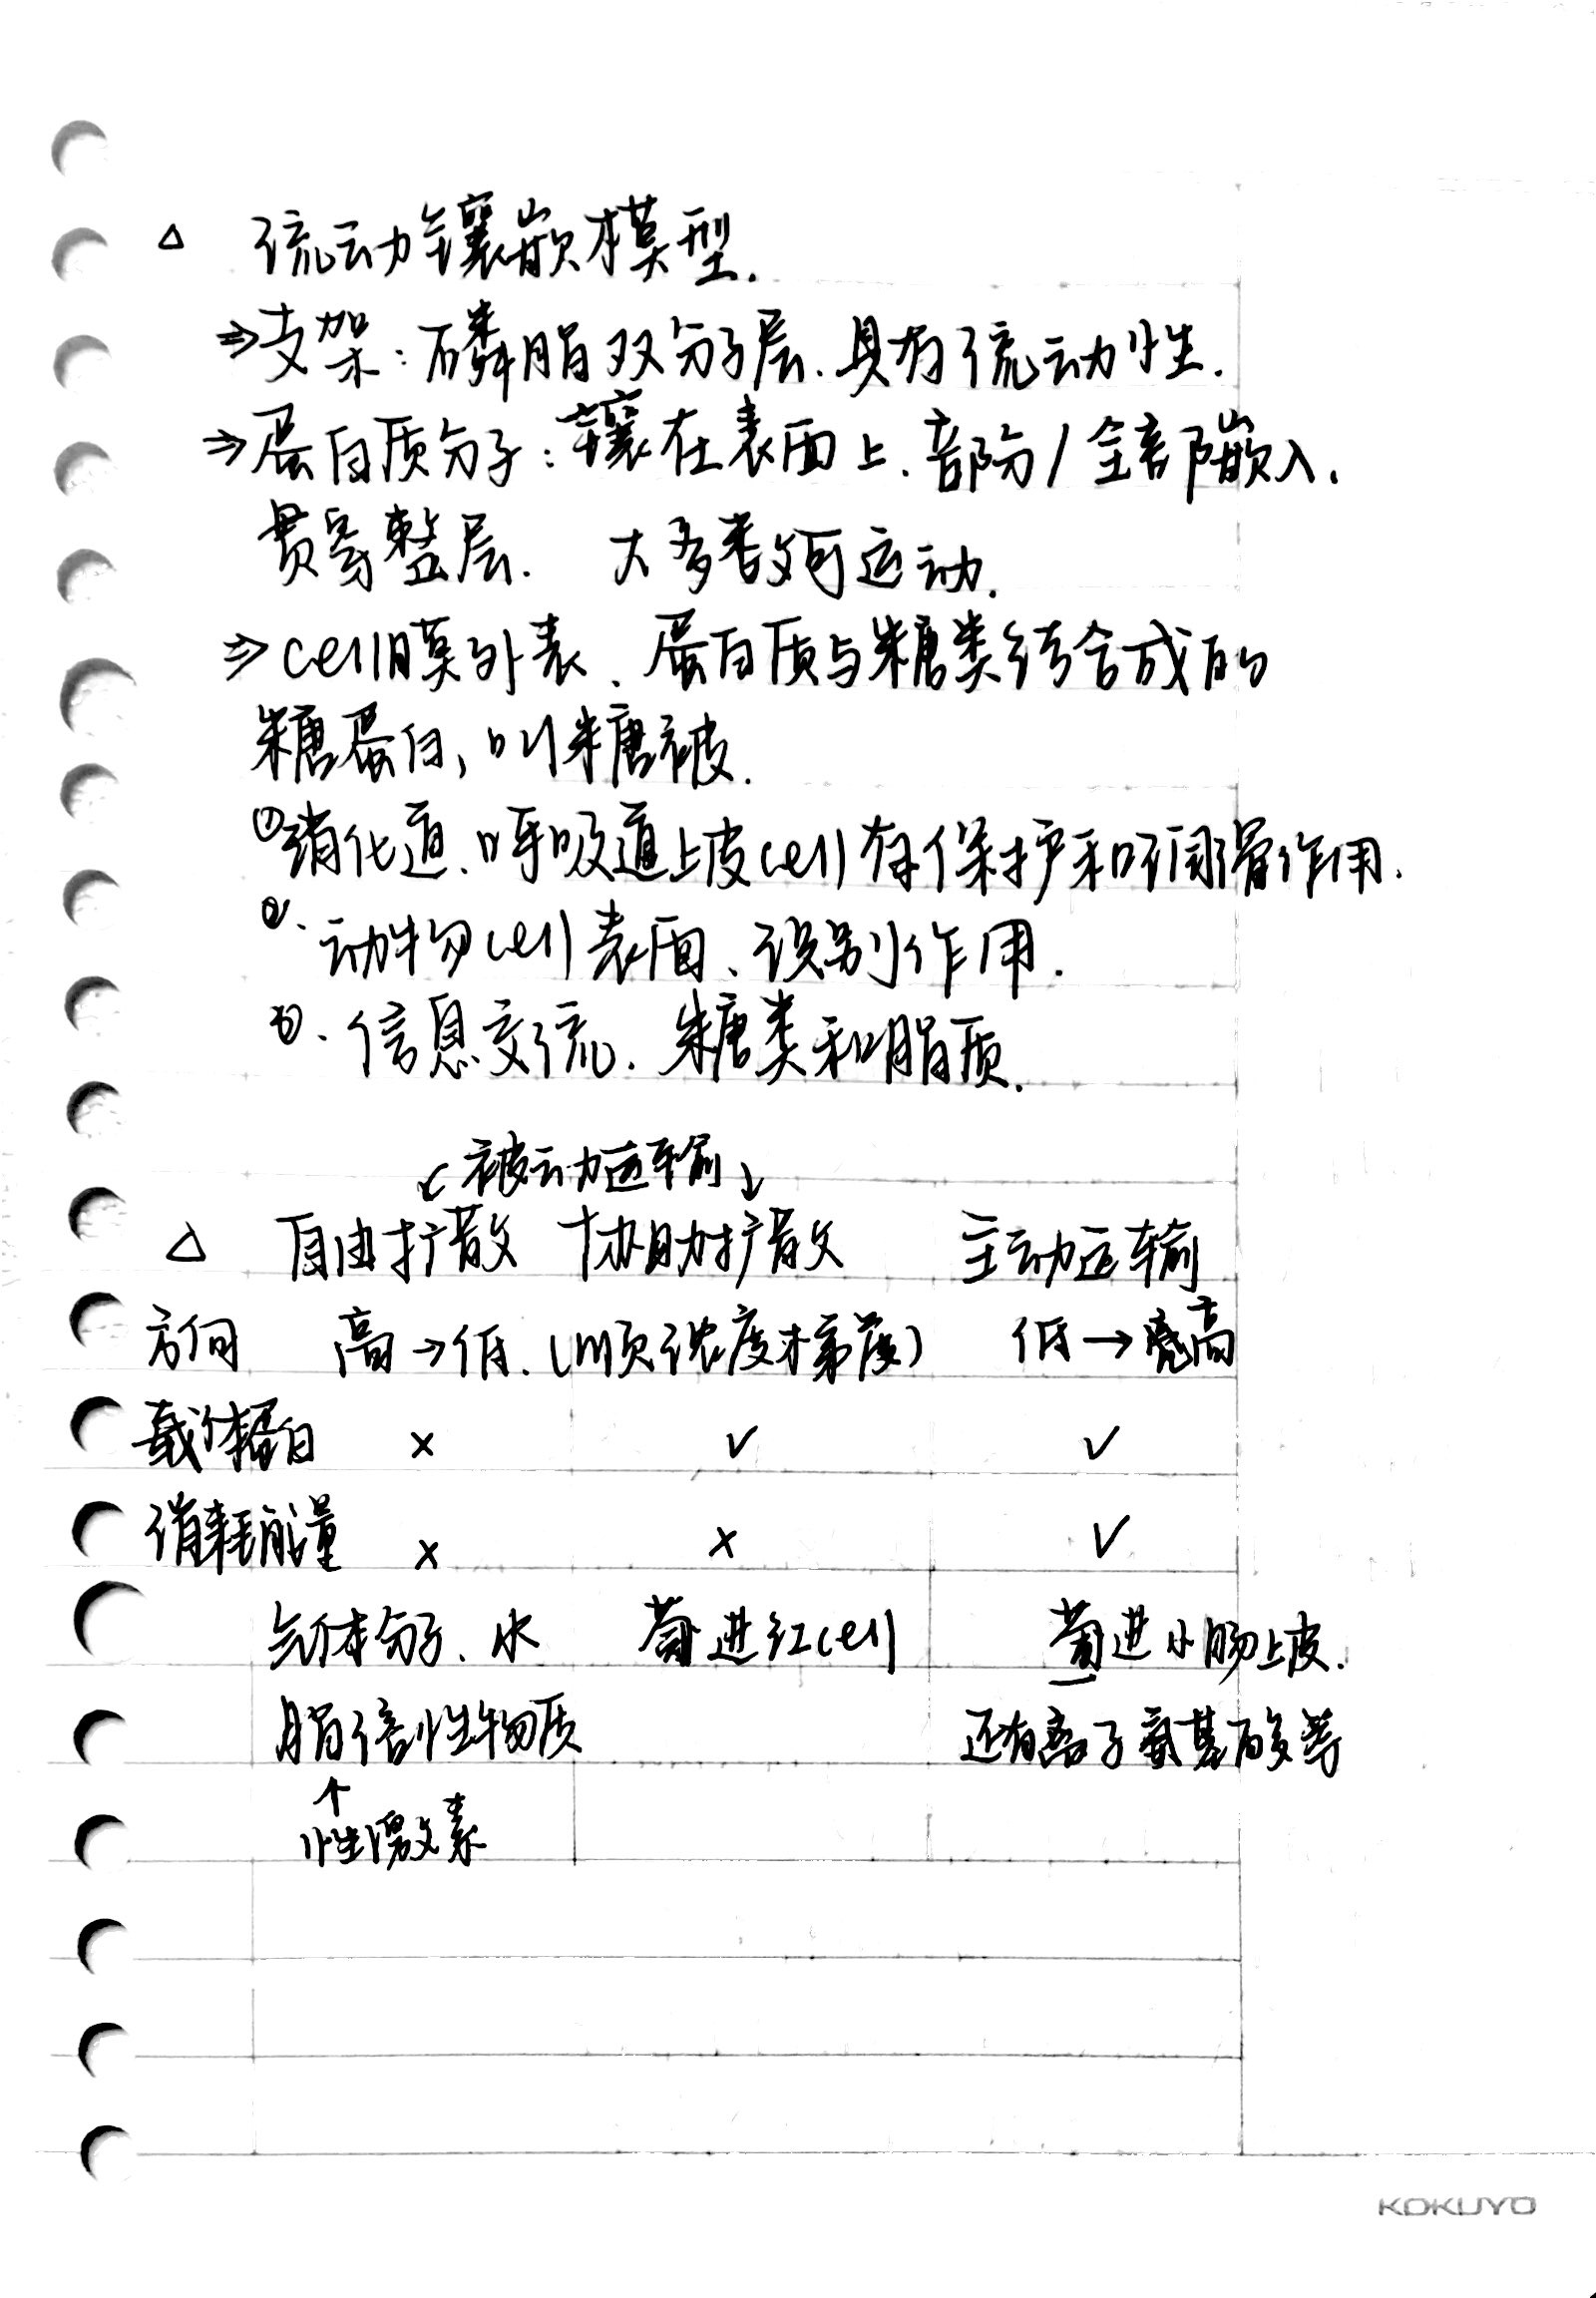 △ 流动镶嵌模型.
⇒支架：磷脂双分子层、具有流动性.
⇒蛋白质分子：镶在表面上、部分/全部嵌入、
贯穿整层. 大多数可运动.
⇒cell膜外表、蛋白质与糖类结合成的
糖蛋白，叫糖被.
①消化道、呼吸道上皮cell有保护和润滑作用.
②、动物cell表面、识别作用.
③、信息交流. 糖类和脂质.
↙被动运输↘
△ 自由扩散 协助扩散 主动运输
方向 高→低.（顺浓度梯度） 低→高
载体蛋白 × √ √
消耗能量 × × √
气体分子、水 葡进红cell 葡进小肠上皮.
脂溶性物质 还有离子氨基酸等
↑
性激素
KOKUYO